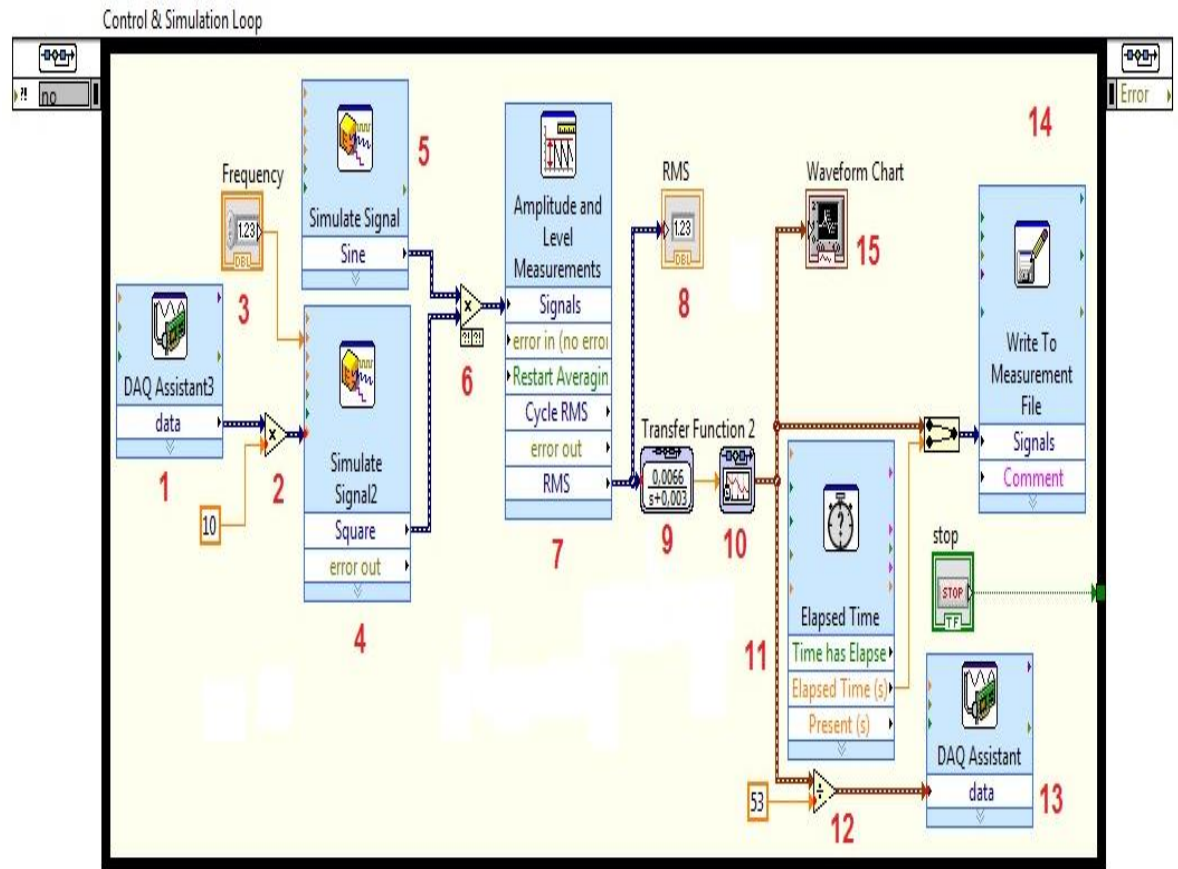 Control & Simulation Loop
?! no
Error
5
14
Frequency
1.23
DBL
3
Simulate Signal
Sine
Amplitude and
Level
Measurements
Signals
error in (no erroi
Restart Averagin
Cycle RMS
error out
RMS
7
RMS
1.23
DBL
8
Waveform Chart
15
DAQ Assistant3
data
1
2
10
Simulate
Signal2
Square
error out
4
6
Transfer Function 2
0,0066
s+0,003
9
10
Write To
Measurement
File
Signals
Comment
11
Elapsed Time
Time has Elapse
Elapsed Time (s)
Present (s)
stop
STOP
TF
53
12
DAQ Assistant
data
13